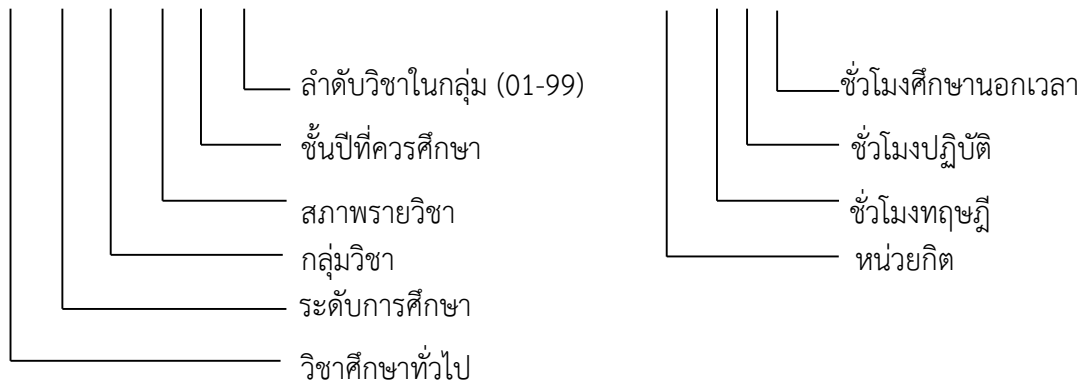 ลำดับวิชาในกลุ่ม (01-99)
ชั้นปีที่ควรศึกษา
สภาพรายวิชา
กลุ่มวิชา
ระดับการศึกษา
วิชาศึกษาทั่วไป
ชั่วโมงศึกษานอกเวลา
ชั่วโมงปฏิบัติ
ชั่วโมงทฤษฎี
หน่วยกิต